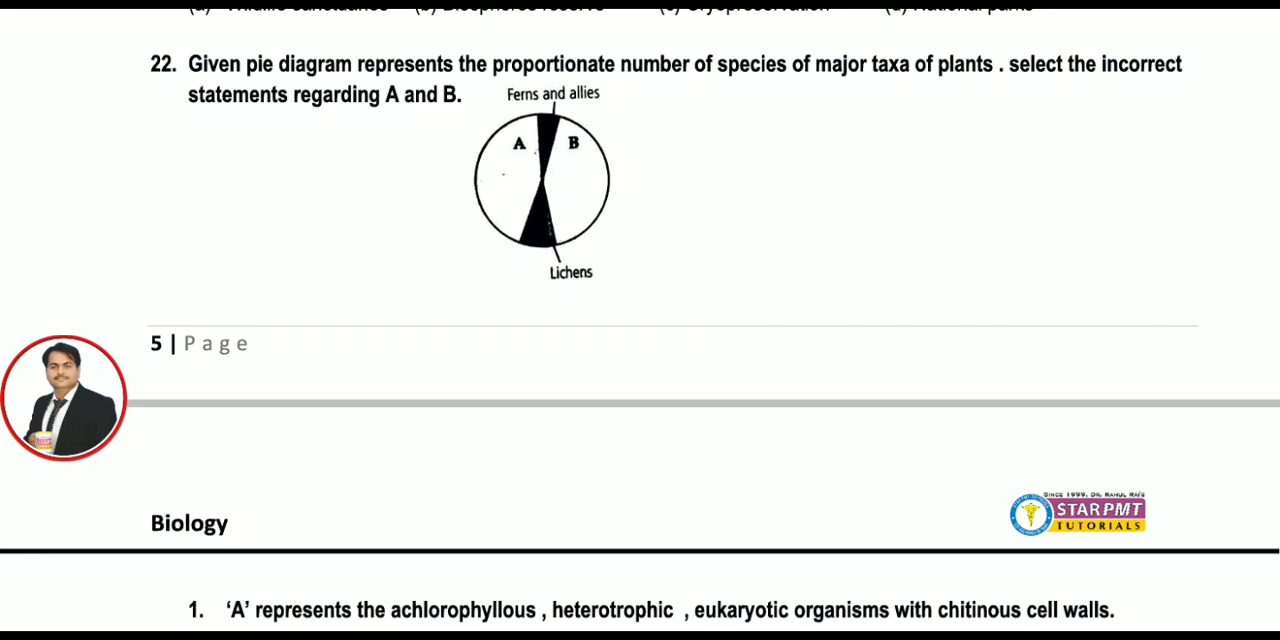 22. Given pie diagram represents the proportionate number of species of major taxa of plants . select the incorrect
statements regarding A and B.
Ferns and allies
A B
Lichens
5 | Page
Biology
SINCE 1999, DR. RAHUL RAI'S
STAR PMT
TUTORIALS
1. ‘A’ represents the achlorophyllous , heterotrophic , eukaryotic organisms with chitinous cell walls.